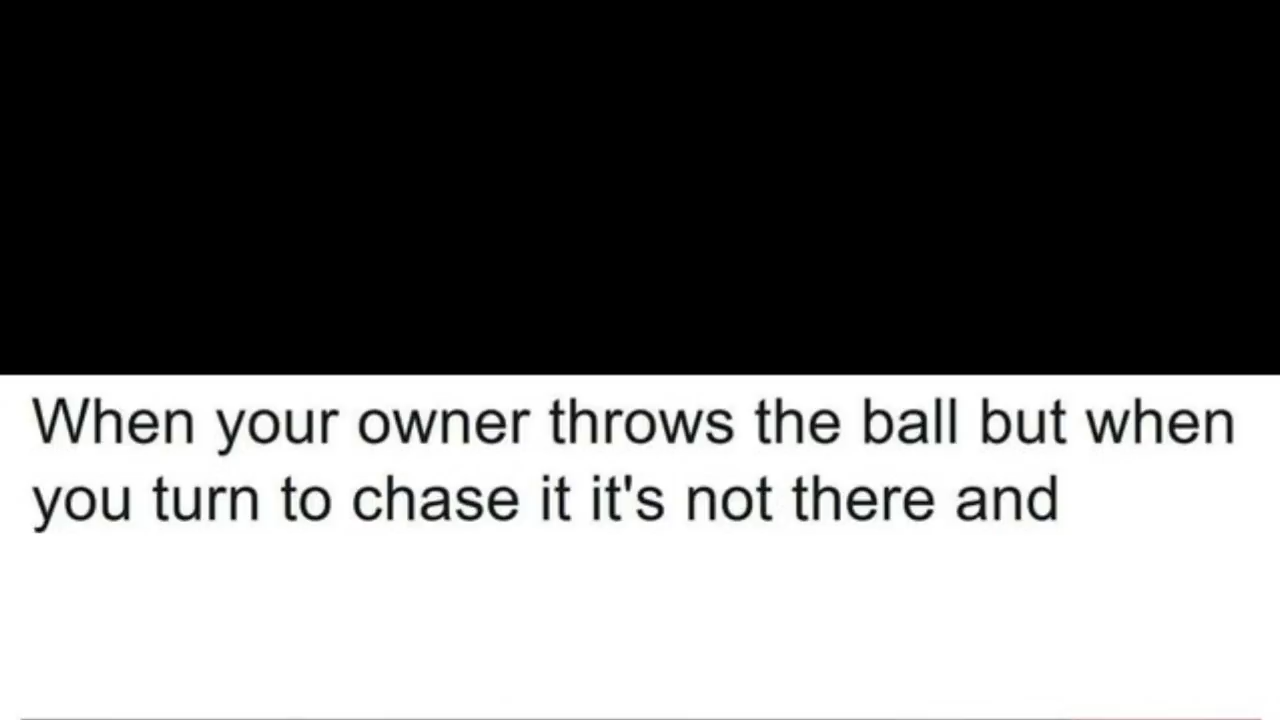 When your owner throws the ball but when
you turn to chase it it's not there and